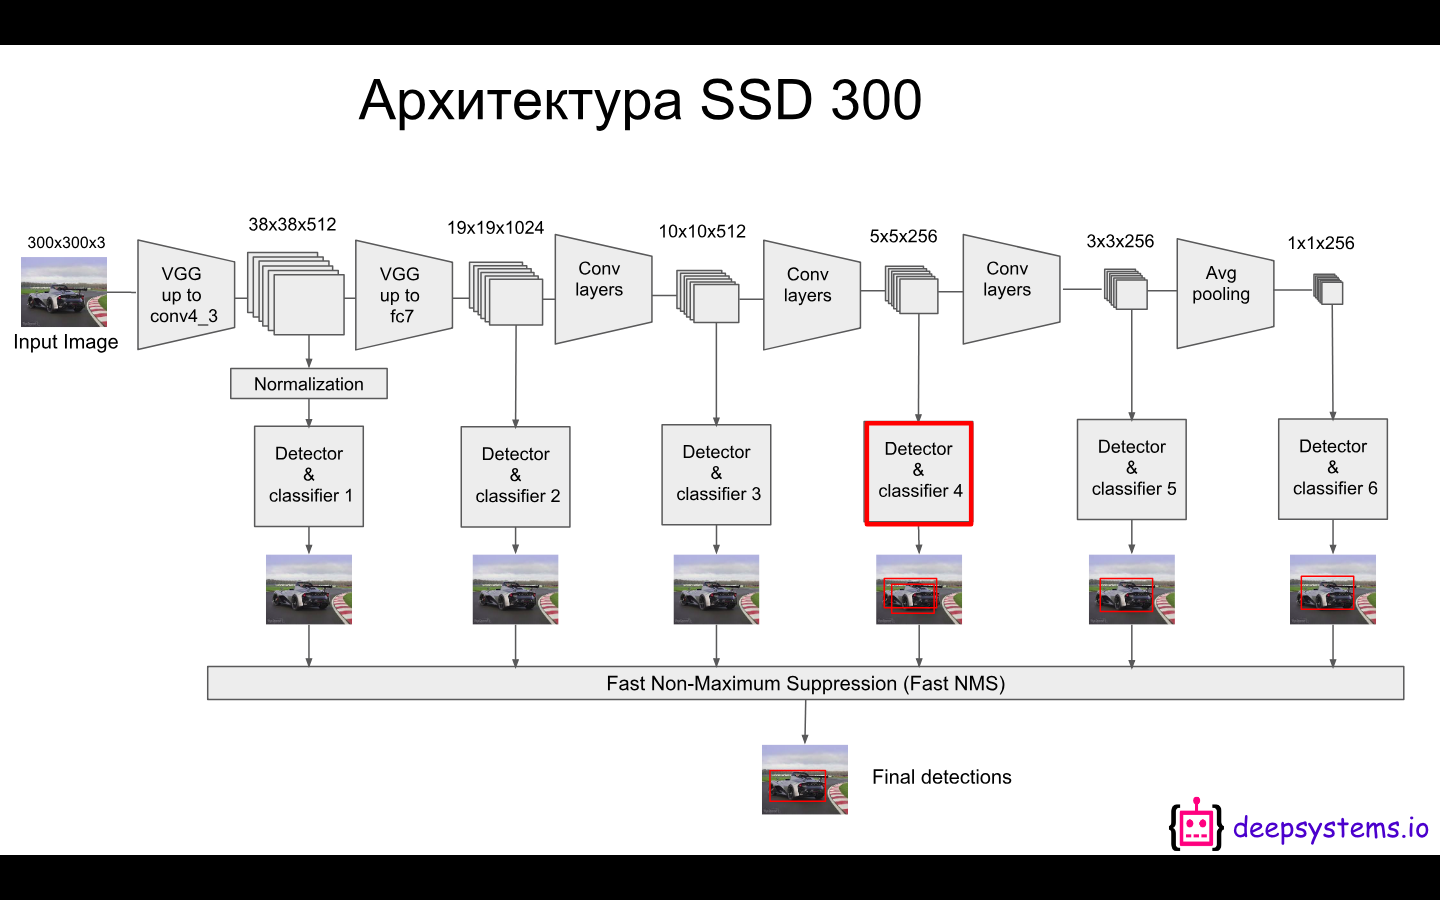 Архитектура SSD 300
300x300x3
38x38x512
19x19x1024
10x10x512
5x5x256
3x3x256
1x1x256
VGG
up to
conv4_3
VGG
up to
fc7
Conv
layers
Conv
layers
Conv
layers
Avg
pooling
Input Image
Normalization
Detector
&
classifier 1
Detector
&
classifier 2
Detector
&
classifier 3
Detector
&
classifier 4
Detector
&
classifier 5
Detector
&
classifier 6
Fast Non-Maximum Suppression (Fast NMS)
Final detections
deepsystems.io